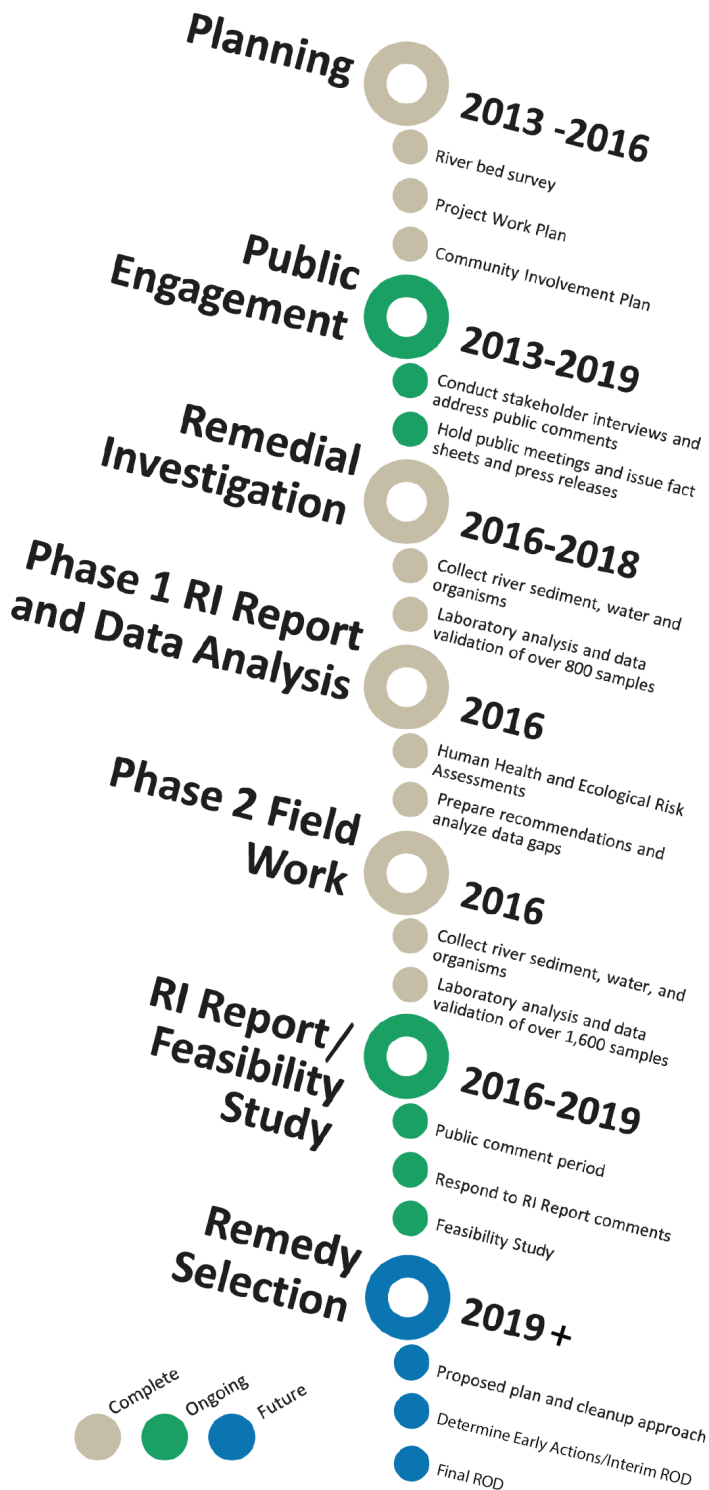 Planning
2013 -2016
River bed survey
Project Work Plan
Community Involvement Plan
Public
Engagement
2013-2019
Conduct stakeholder interviews and
address public comments
Hold public meetings and issue fact
sheets and press releases
Remedial
Investigation
2016-2018
Collect river sediment, water and
organisms
Laboratory analysis and data
validation of over 800 samples
Phase 1 RI Report
and Data Analysis
2016
Human Health and Ecological Risk
Assessments
Prepare recommendations and
analyze data gaps
Phase 2 Field
Work
2016
Collect river sediment, water, and
organisms
Laboratory analysis and data
validation of over 1,600 samples
RI Report/
Feasibility
Study
2016-2019
Public comment period
Respond to RI Report comments
Feasibility Study
Remedy
Selection
2019+
Proposed plan and cleanup approach
Determine Early Actions/Interim ROD
Final ROD
Complete
Ongoing
Future